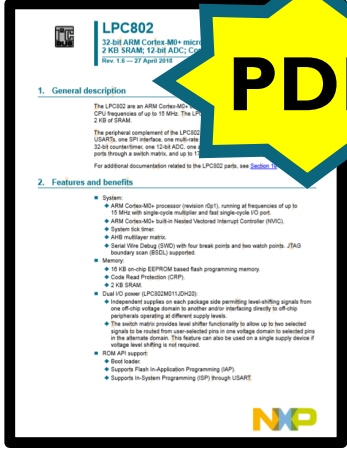 LPC802
32-bit ARM Cortex-M0+ micro
2 KB SRAM; 12-bit ADC; Co
Rev. 1.6 — 27 April 2018
PD
1. General description
The LPC802 are an ARM Cortex-M0+
CPU frequencies of up to 15 MHz. The LPC
2 KB of SRAM.
The peripheral complement of the LPC802
USARTs, one SPI interface, one multi-rate
32-bit counter/timer, one 12-bit ADC, one
ports through a switch matrix, and up to 17
For additional documentation related to the LPC802 parts, see Section
2. Features and benefits
■ System:
◆ ARM Cortex-M0+ processor (revision r0p1), running at frequencies of up to
15 MHz with single-cycle multiplier and fast single-cycle I/O port.
◆ ARM Cortex-M0+ built-in Nested Vectored Interrupt Controller (NVIC).
◆ System tick timer.
◆ AHB multilayer matrix.
◆ Serial Wire Debug (SWD) with four break points and two watch points. JTAG
boundary scan (BSDL) supported.
■ Memory:
◆ 16 KB on-chip EEPROM based flash programming memory.
◆ Code Read Protection (CRP).
◆ 2 KB SRAM.
■ Dual I/O power (LPC802M011JDH20):
◆ Independent supplies on each package side permitting level-shifting signals from
one off-chip voltage domain to another and/or interfacing directly to off-chip
peripherals operating at different supply levels.
◆ The switch matrix provides level shifter functionality to allow up to two selected
signals to be routed from user-selected pins in one voltage domain to selected pins
in the alternate domain. This feature can also be used on a single supply device if
voltage level shifting is not required.
■ ROM API support:
◆ Boot loader.
◆ Supports Flash In-Application Programming (IAP).
◆ Supports In-System Programming (ISP) through USART.
NXP